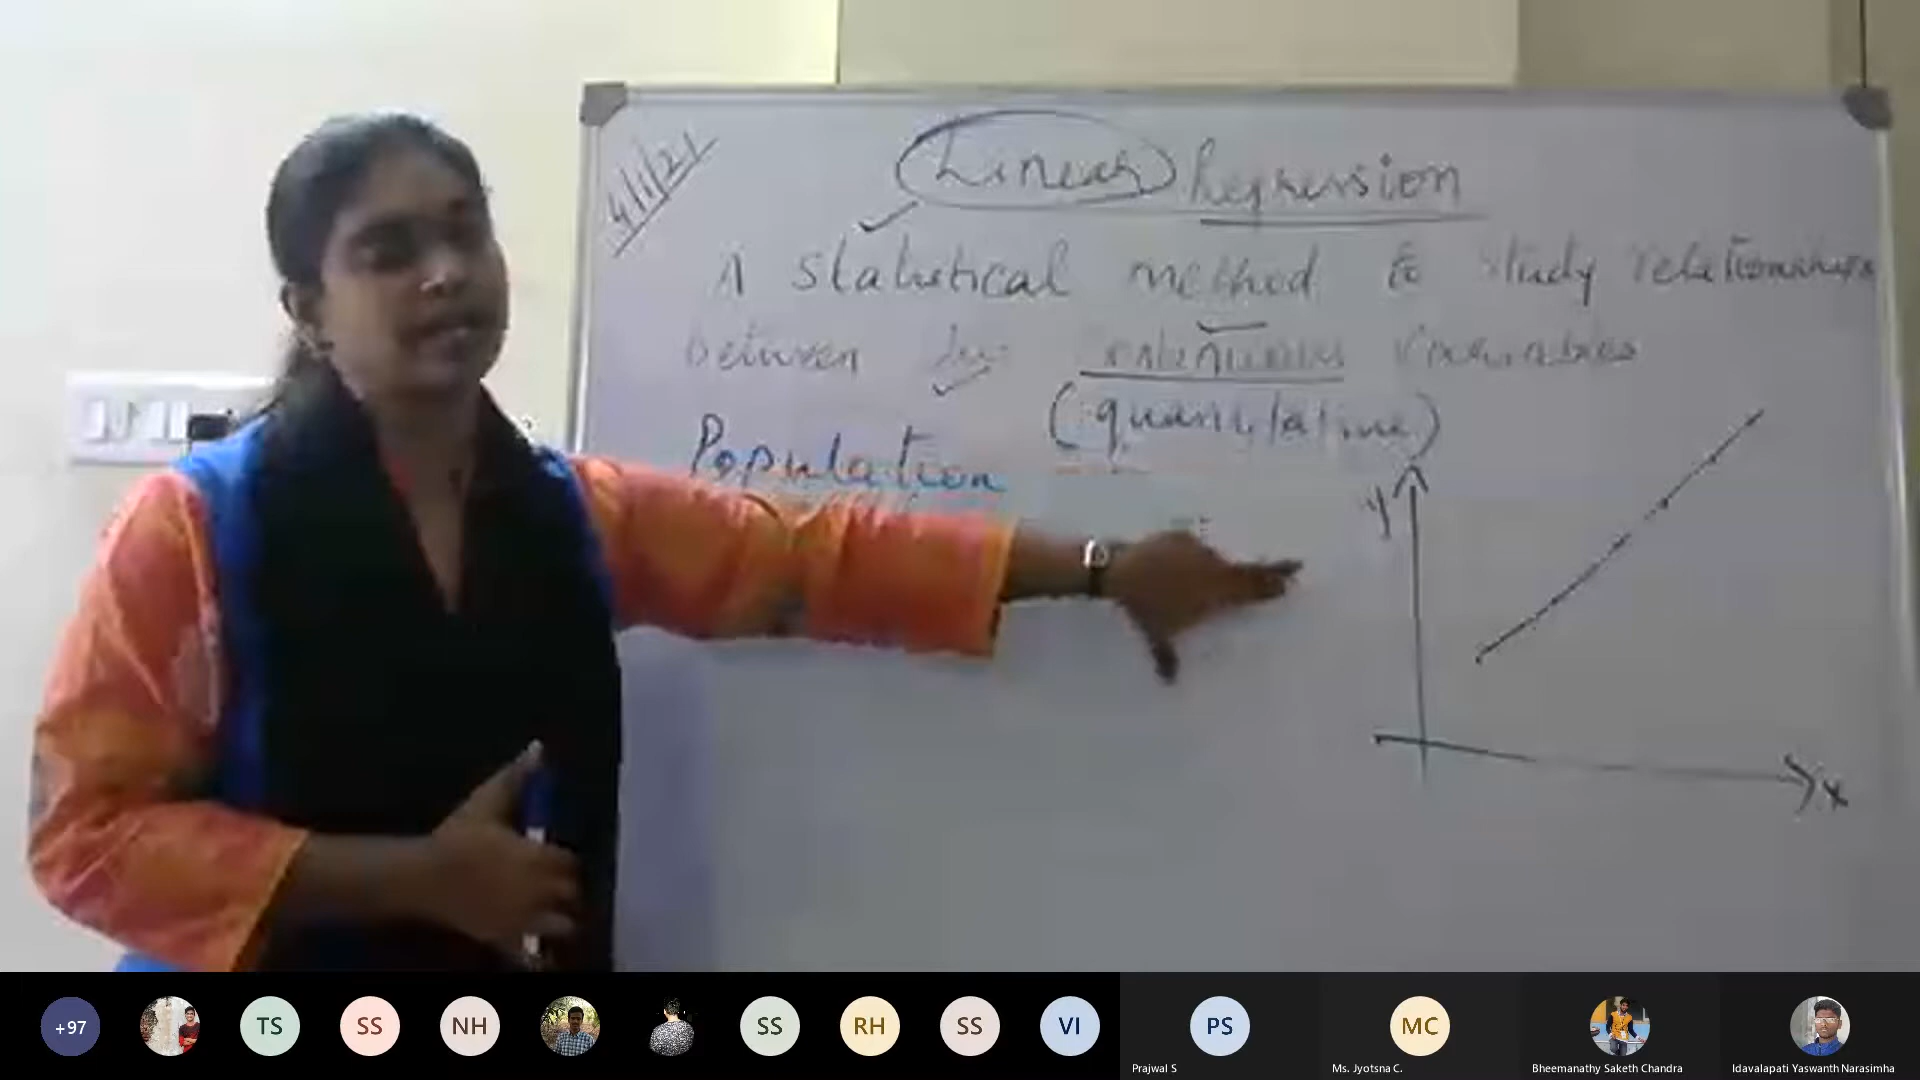 4/1/21
Linear Regression
A statistical method to study relationships
between two continuous variables
(quantitative)
Population
y
x
+97
TS
SS
NH
SS
RH
SS
VI
PS
MC
Prajwal S
Ms. Jyotsna C.
Bheemanathy Saketh Chandra
Idavalapati Yaswanth Narasimha